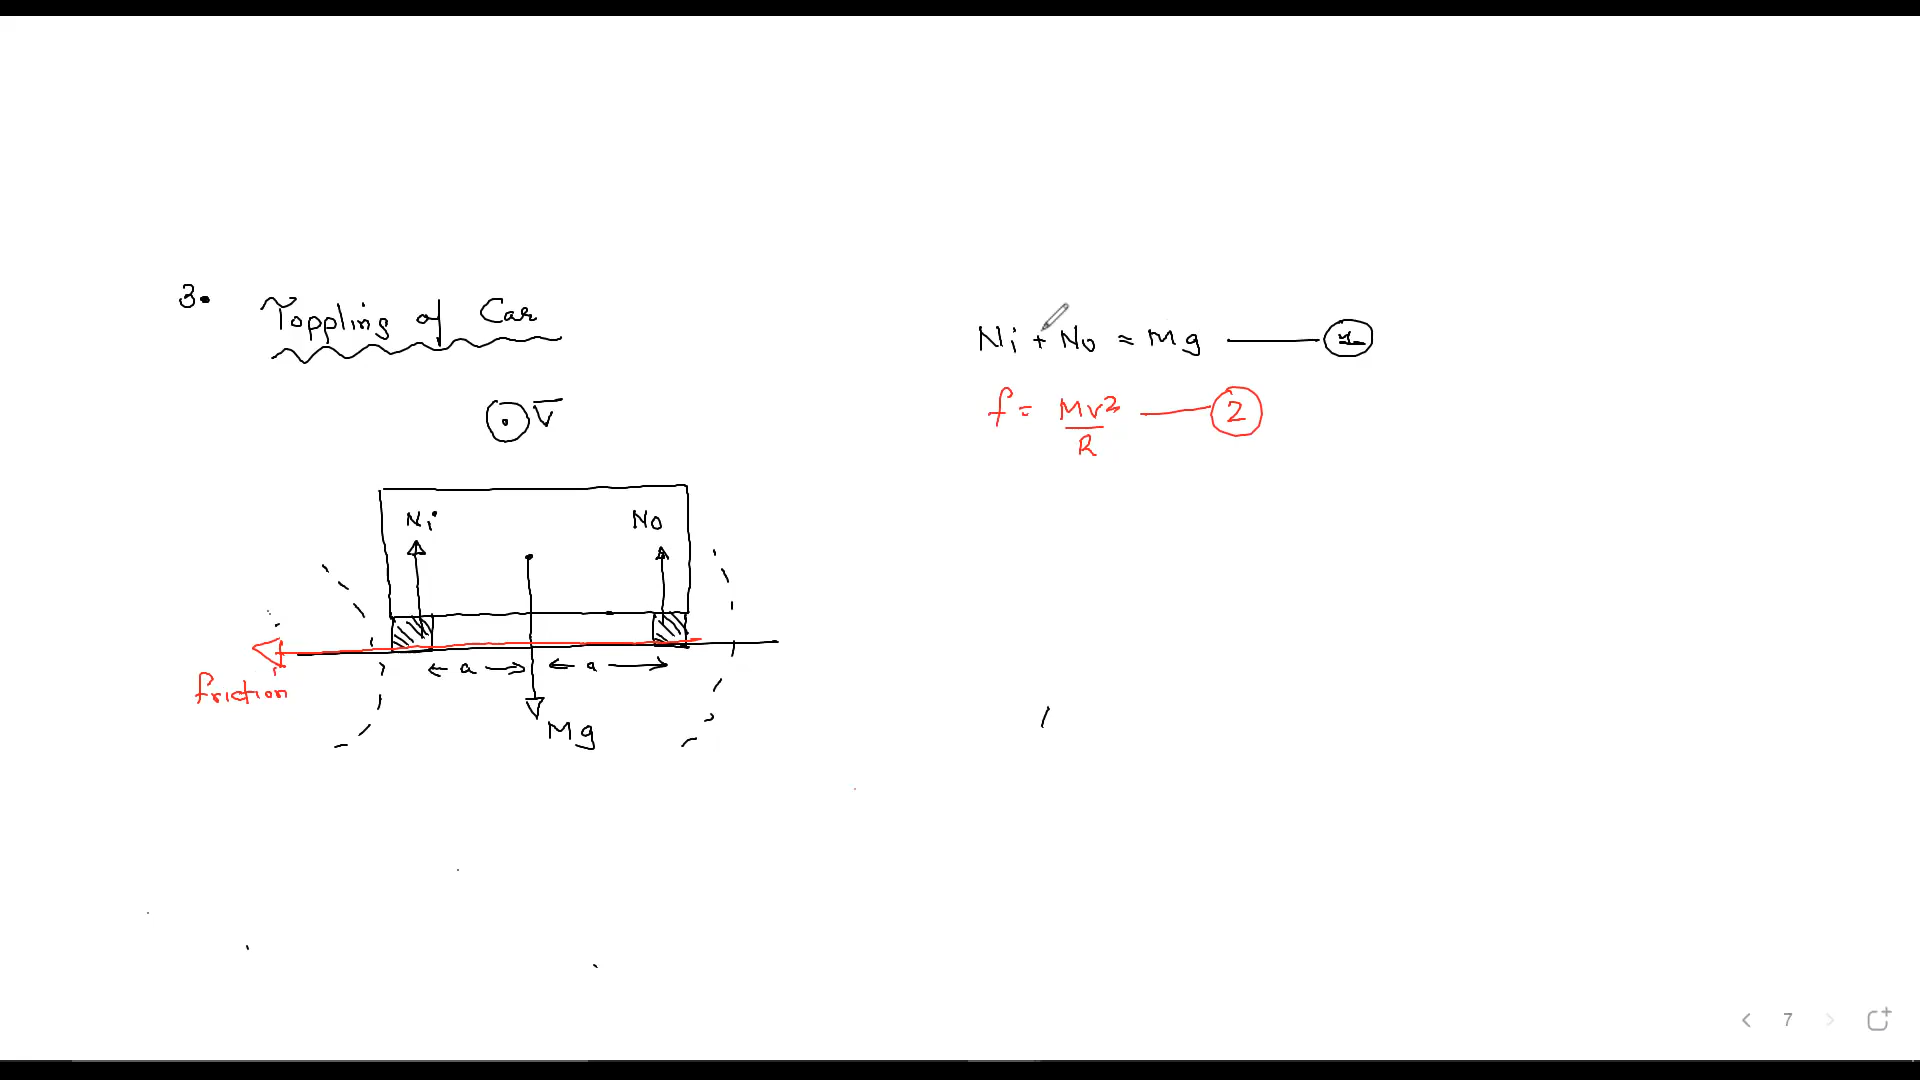 3. Toppling of Car
V
Ni + No = Mg 1
f = Mv²/R 2
Ni No
a a
friction
Mg
7